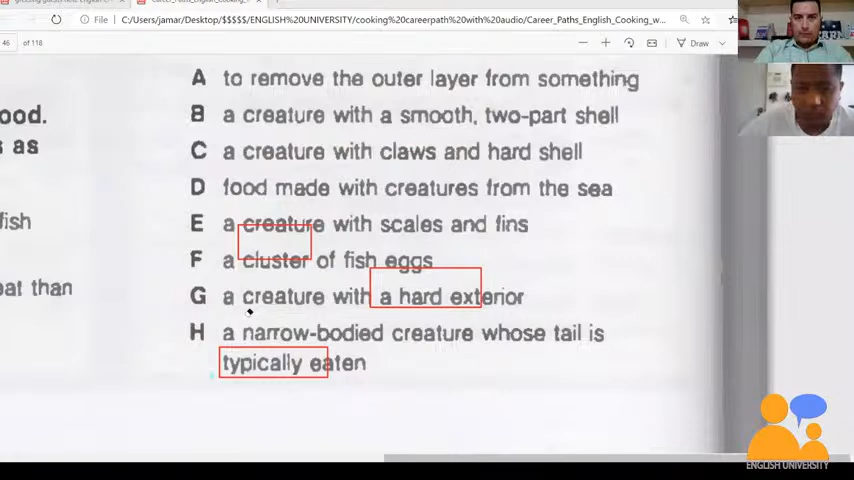 C:/Users/jamar/Desktop/$$$$$/ENGLISH%20UNIVERSITY/cooking%20careerpath%20with%20audio/Career_Paths_English_Cooking_w...
File
46 of 118
Draw
ood.
s as
fish
eat than
A to remove the outer layer from something
B a creature with a smooth, two-part shell
C a creature with claws and hard shell
D food made with creatures from the sea
E a creature with scales and fins
F a cluster of fish eggs
G a creature with a hard exterior
H a narrow-bodied creature whose tail is
typically eaten
ENGLISH UNIVERSITY